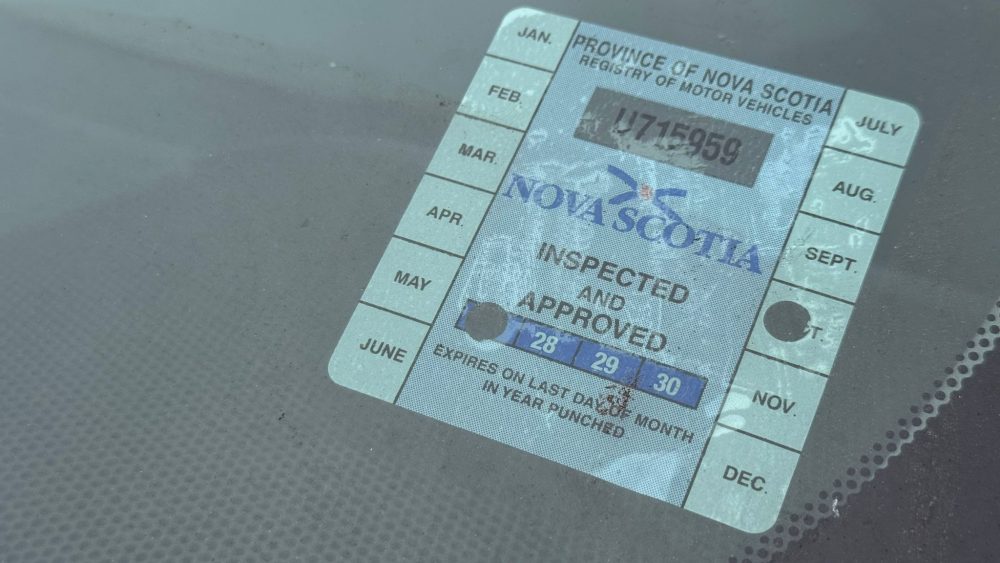 PROVINCE OF NOVA SCOTIA
REGISTRY OF MOTOR VEHICLES
U715959
NOVA SCOTIA
INSPECTED
AND
APPROVED
28 29 30
EXPIRES ON LAST DAY OF MONTH
IN YEAR PUNCHED
JAN.
FEB.
MAR.
APR.
MAY
JUNE
JULY
AUG.
SEPT.
T.
NOV.
DEC.